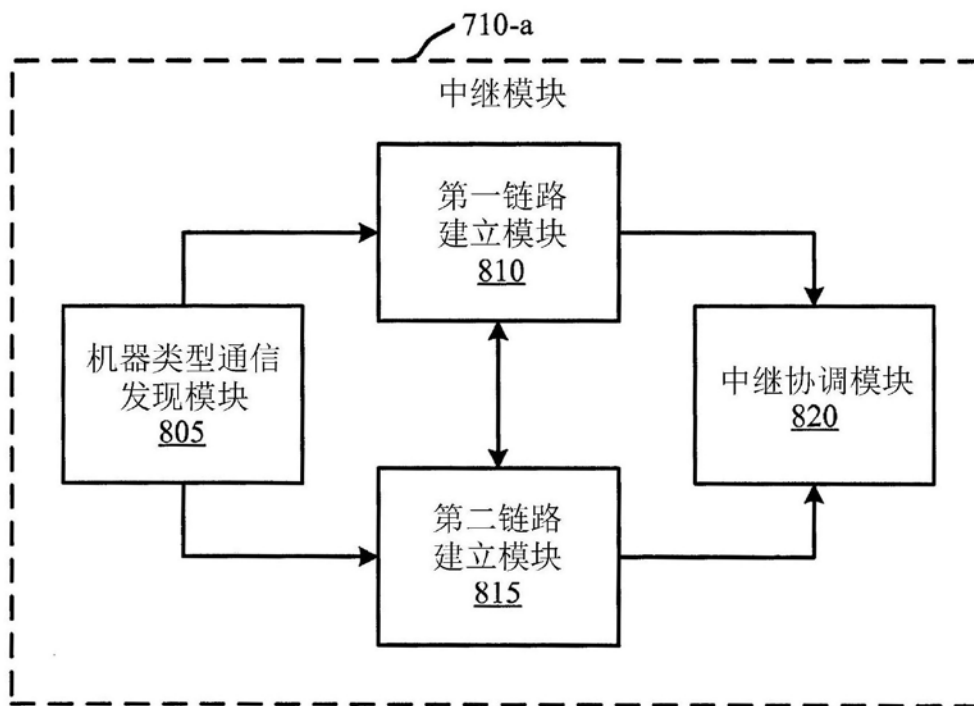 710-a
中继模块
第一链路
建立模块
810
机器类型通信
发现模块
805
中继协调模块
820
第二链路
建立模块
815